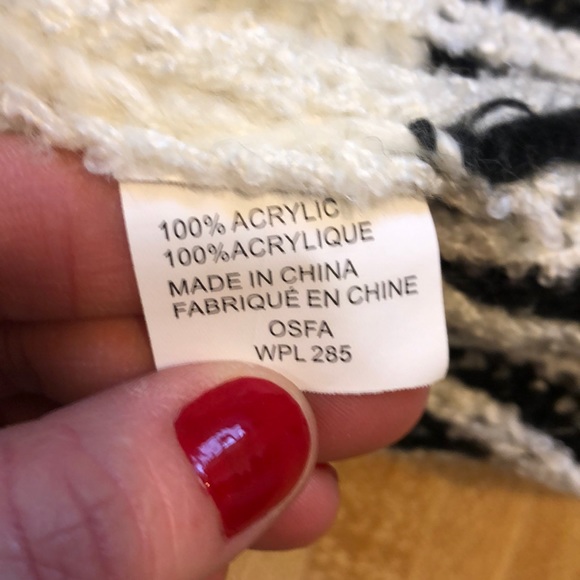 100% ACRYLIC
100%ACRYLIQUE
MADE IN CHINA
FABRIQUÉ EN CHINE
OSFA
WPL 285